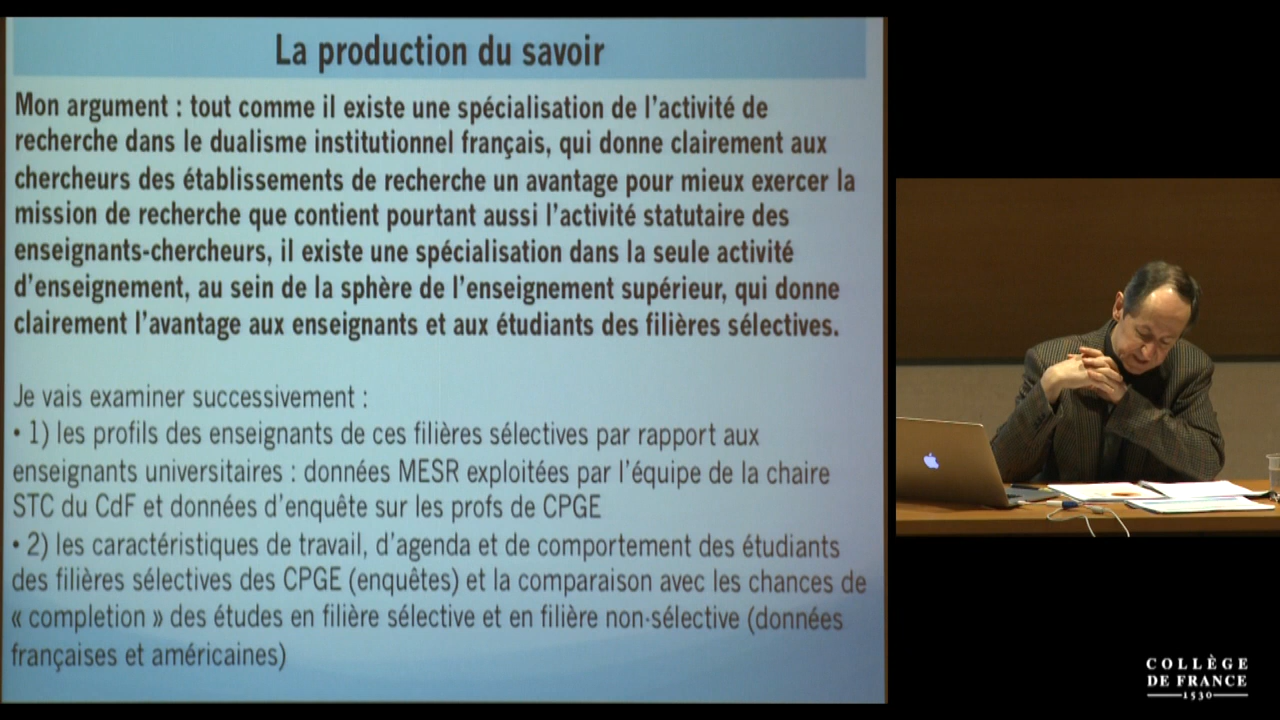 La production du savoir
Mon argument : tout comme il existe une spécialisation de l'activité de
recherche dans le dualisme institutionnel français, qui donne clairement aux
chercheurs des établissements de recherche un avantage pour mieux exercer la
mission de recherche que contient pourtant aussi l'activité statutaire des
enseignants-chercheurs, il existe une spécialisation dans la seule activité
d'enseignement, au sein de la sphère de l'enseignement supérieur, qui donne
clairement l'avantage aux enseignants et aux étudiants des filières sélectives.
Je vais examiner successivement :
• 1) les profils des enseignants de ces filières sélectives par rapport aux
enseignants universitaires : données MESR exploitées par l'équipe de la chaire
STC du CdF et données d'enquête sur les profs de CPGE
• 2) les caractéristiques de travail, d'agenda et de comportement des étudiants
des filières sélectives des CPGE (enquêtes) et la comparaison avec les chances de
« completion » des études en filière sélective et en filière non-sélective (données
françaises et américaines)
COLLÈGE
DE FRANCE
1530